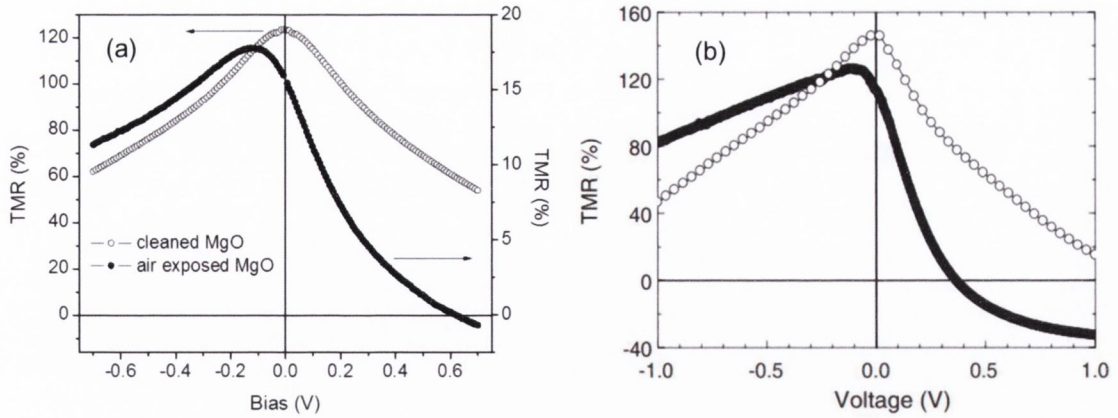 (a)
TMR (%)
120
100
80
60
40
20
0
20
15
10
5
0
TMR (%)
-0.6 -0.4 -0.2 0.0 0.2 0.4 0.6
Bias (V)
cleaned MgO
air exposed MgO
(b)
TMR (%)
160
120
80
40
0
-40
-1.0 -0.5 0.0 0.5 1.0
Voltage (V)